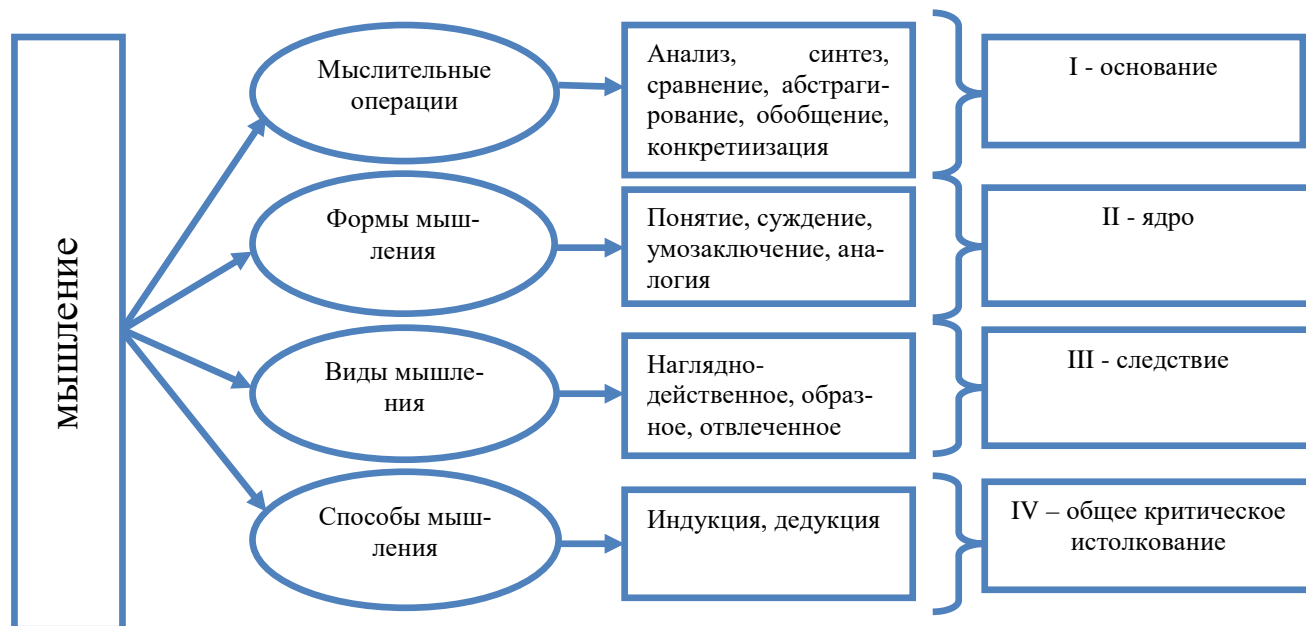 мышление
Мыслительные
операции
Анализ, синтез,
сравнение, абстраги-
рование, обобщение,
конкретиизация
I - основание
Формы мыш-
ления
Понятие, суждение,
умозаключение, ана-
логия
II - ядро
Виды мышле-
ния
Наглядно-
действенное, образ-
ное, отвлеченное
III - следствие
Способы мыш-
ления
Индукция, дедукция
IV – общее критическое
истолкование